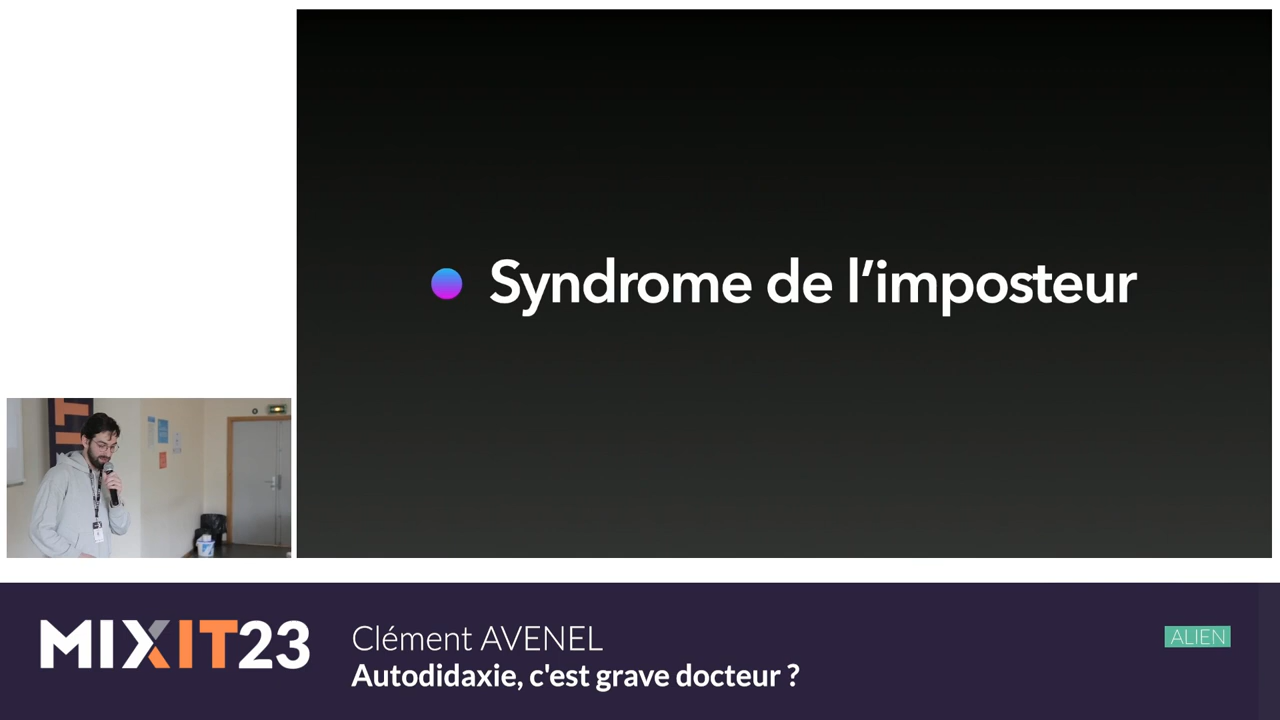 Syndrome de l'imposteur
MIXIT23
Clément AVENEL
Autodidaxie, c'est grave docteur ?
ALIEN